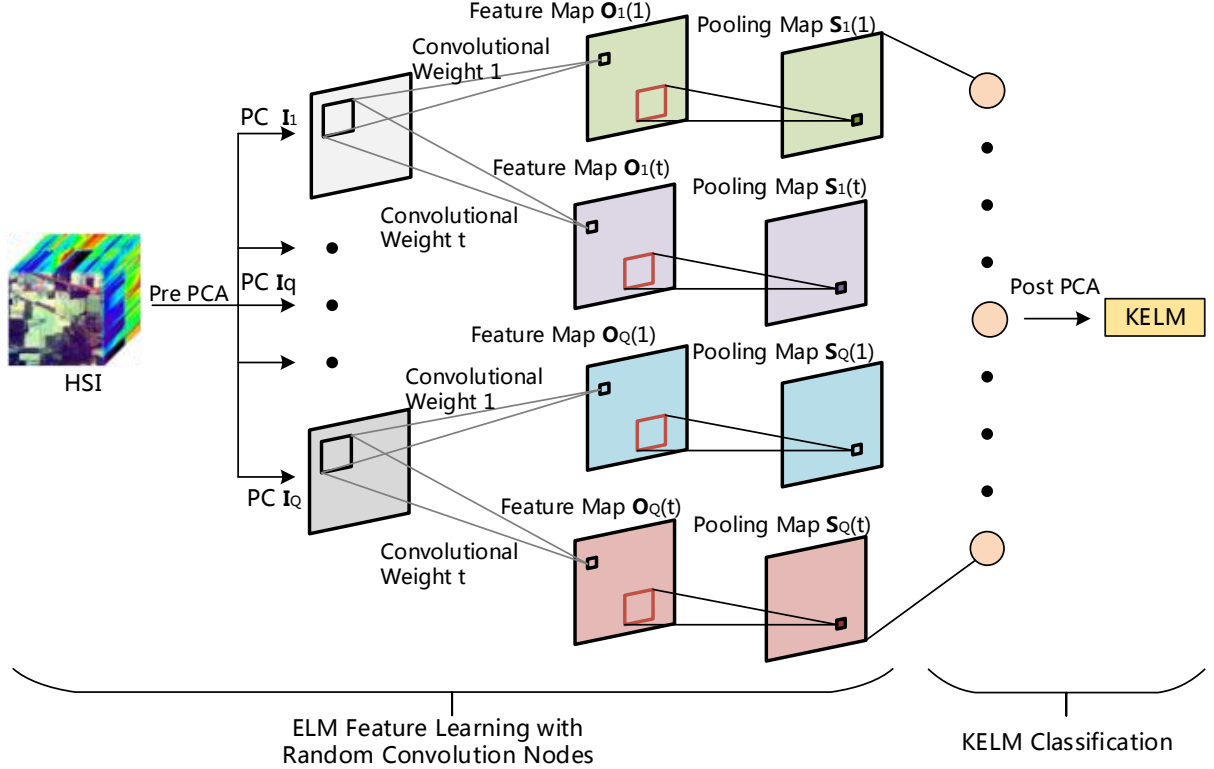 Feature Map O1(1)
Pooling Map S1(1)
Convolutional
Weight 1
PC I1
Feature Map O1(t)
Pooling Map S1(t)
Convolutional
Weight t
PC Iq
Pre PCA
HSI
Post PCA
KELM
Feature Map OQ(1)
Pooling Map SQ(1)
Convolutional
Weight 1
PC IQ
Feature Map OQ(t)
Pooling Map SQ(t)
Convolutional
Weight t
ELM Feature Learning with
Random Convolution Nodes
KELM Classification